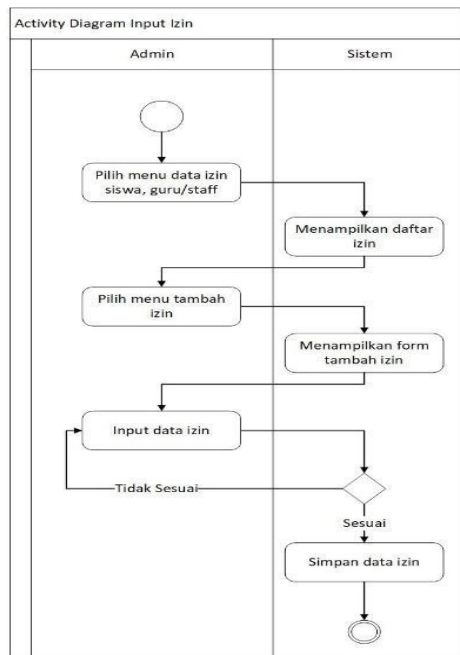 Activity Diagram Input Izin
Admin
Sistem
Pilih menu data izin
siswa, guru/staff
Menampilkan daftar
izin
Pilih menu tambah
izin
Menampilkan form
tambah izin
Input data izin
Tidak Sesuai
Sesuai
Simpan data izin